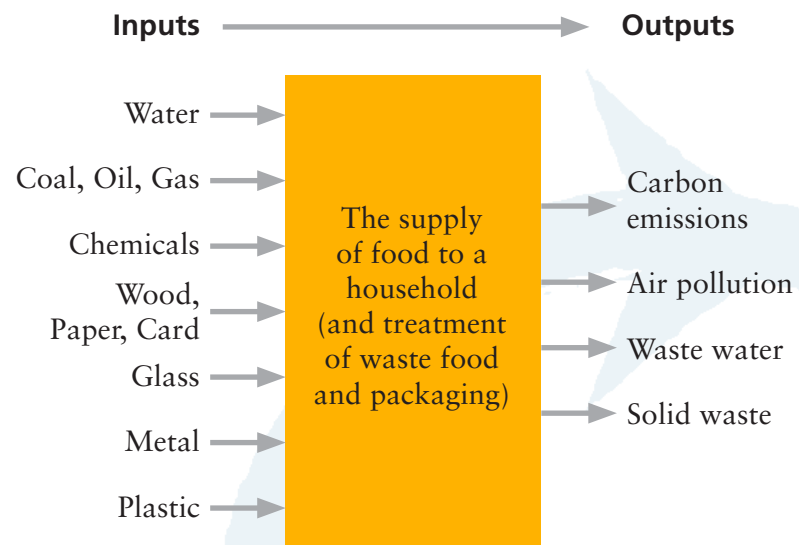 Inputs
Outputs
Water
Coal, Oil, Gas
Chemicals
Wood,
Paper, Card
Glass
Metal
Plastic
The supply
of food to a
household
(and treatment
of waste food
and packaging)
Carbon
emissions
Air pollution
Waste water
Solid waste